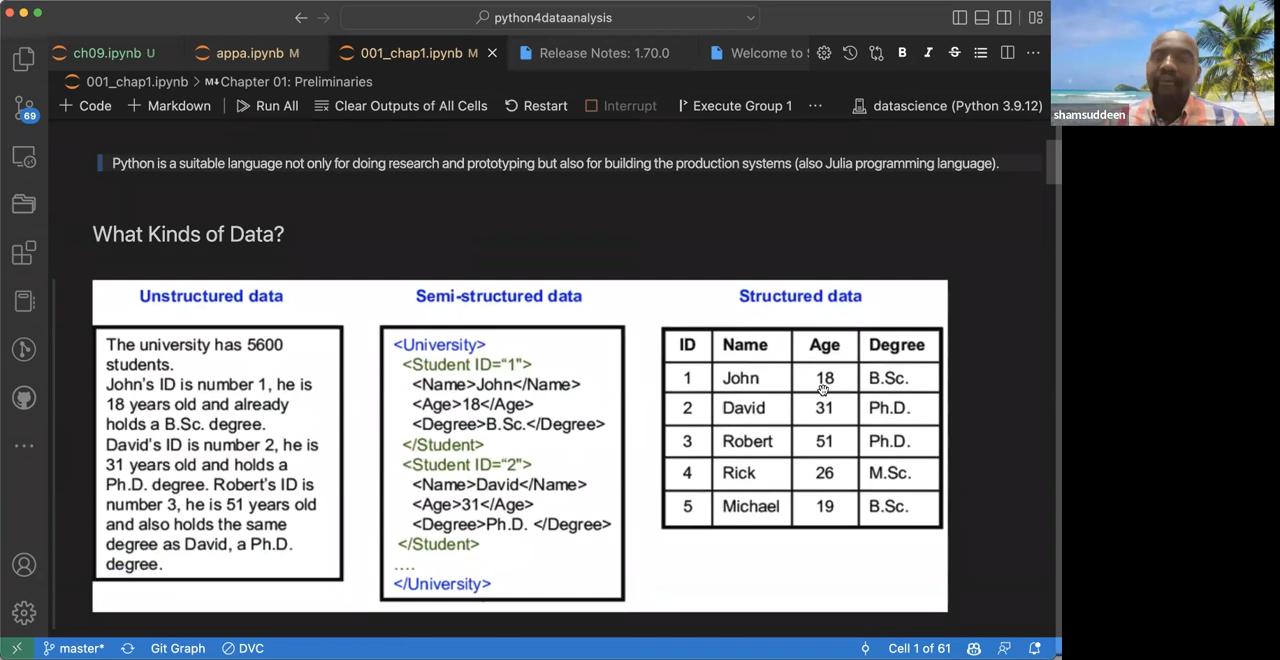 python4dataanalysis
ch09.ipynb U
appa.ipynb M
001_chap1.ipynb M
Release Notes: 1.70.0
Welcome to
001_chap1.ipynb > M↓Chapter 01: Preliminaries
+ Code + Markdown Run All Clear Outputs of All Cells Restart Interrupt Execute Group 1 ... datascience (Python 3.9.12)
shamsuddeen
69
Python is a suitable language not only for doing research and prototyping but also for building the production systems (also Julia programming language).
What Kinds of Data?
Unstructured data
The university has 5600
students.
John's ID is number 1, he is
18 years old and already
holds a B.Sc. degree.
David's ID is number 2, he is
31 years old and holds a
Ph.D. degree. Robert's ID is
number 3, he is 51 years old
and also holds the same
degree as David, a Ph.D.
degree.
Semi-structured data
<University>
<Student ID="1">
<Name>John</Name>
<Age>18</Age>
<Degree>B.Sc.</Degree>
</Student>
<Student ID="2">
<Name>David</Name>
<Age>31</Age>
<Degree>Ph.D. </Degree>
</Student>
....
</University>
Structured data
ID Name Age Degree
1 John 18 B.Sc.
2 David 31 Ph.D.
3 Robert 51 Ph.D.
4 Rick 26 M.Sc.
5 Michael 19 B.Sc.
master* Git Graph DVC Cell 1 of 61